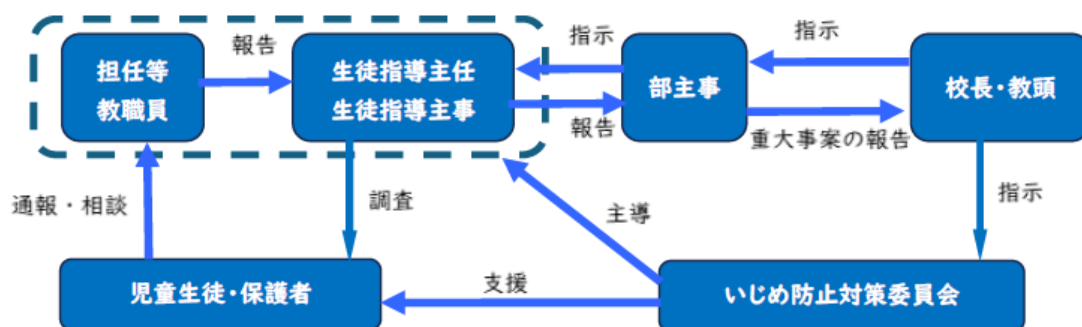 報告
指示
指示
担任等
教職員
生徒指導主任
生徒指導主事
部主事
校長・教頭
報告
重大事案の報告
通報・相談
調査
主導
指示
児童生徒・保護者
支援
いじめ防止対策委員会